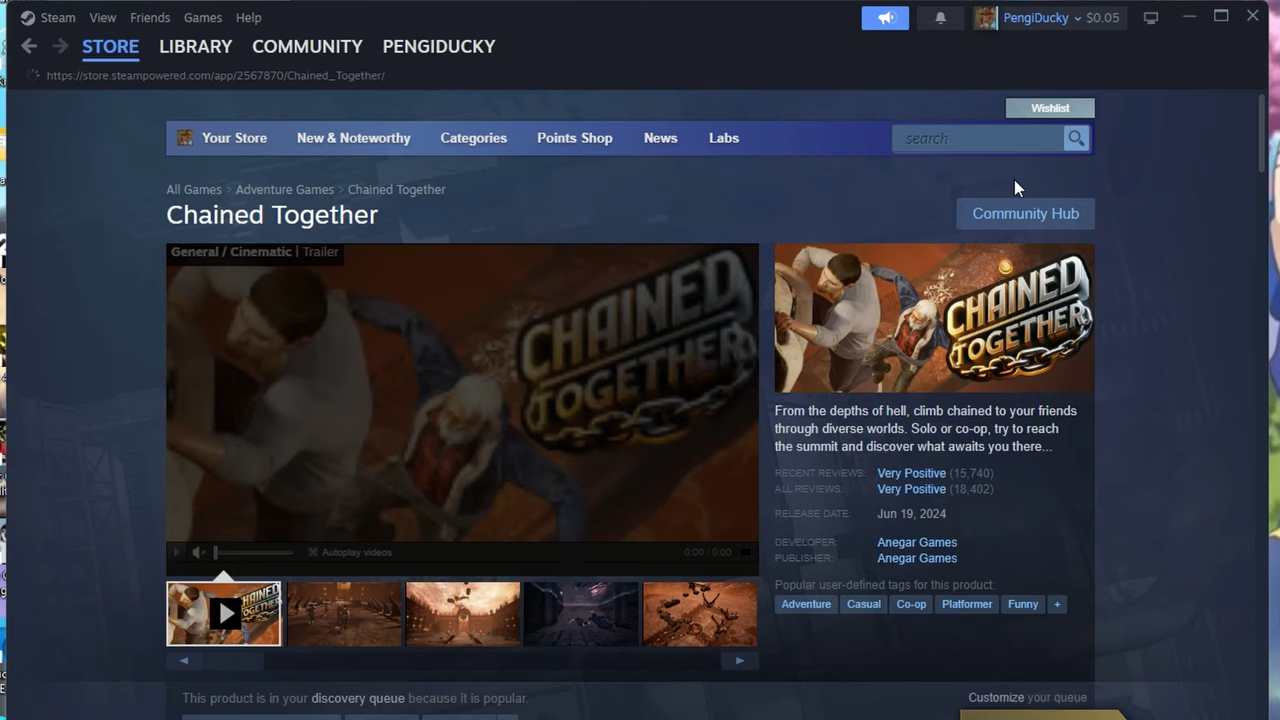 Steam View Friends Games Help
PengiDucky $0.05
STORE LIBRARY COMMUNITY PENGIDUCKY
https://store.steampowered.com/app/2567870/Chained_Together/
Wishlist
Your Store New & Noteworthy Categories Points Shop News Labs
search
All Games > Adventure Games > Chained Together
Chained Together
Community Hub
General / Cinematic | Trailer
CHAINED
TOGETHER
Autoplay videos
0:00 / 0:00
CHAINED
TOGETHER
CHAINED
TOGETHER
From the depths of hell, climb chained to your friends
through diverse worlds. Solo or co-op, try to reach
the summit and discover what awaits you there...
RECENT REVIEWS: Very Positive (15,740)
ALL REVIEWS: Very Positive (18,402)
RELEASE DATE: Jun 19, 2024
DEVELOPER: Anegar Games
PUBLISHER: Anegar Games
Popular user-defined tags for this product:
Adventure Casual Co-op Platformer Funny +
This product is in your discovery queue because it is popular.
Customize your queue